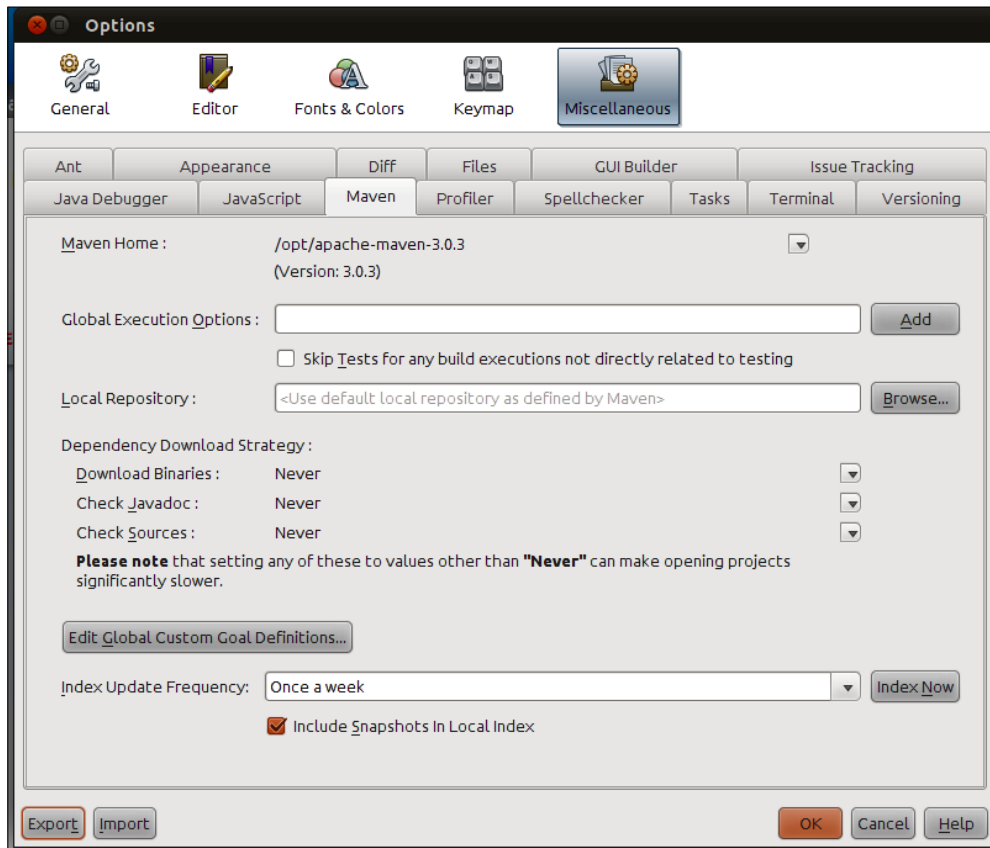 Options
General
Editor
Fonts & Colors
Keymap
Miscellaneous
Ant
Appearance
Diff
Files
GUI Builder
Issue Tracking
Java Debugger
JavaScript
Maven
Profiler
Spellchecker
Tasks
Terminal
Versioning
Maven Home :
/opt/apache-maven-3.0.3
(Version: 3.0.3)
Global Execution Options :
Add
Skip Tests for any build executions not directly related to testing
Local Repository :
<Use default local repository as defined by Maven>
Browse...
Dependency Download Strategy :
Download Binaries :
Never
Check Javadoc :
Never
Check Sources :
Never
Please note that setting any of these to values other than "Never" can make opening projects
significantly slower.
Edit Global Custom Goal Definitions...
Index Update Frequency:
Once a week
Index Now
Include Snapshots In Local Index
Export
Import
OK
Cancel
Help